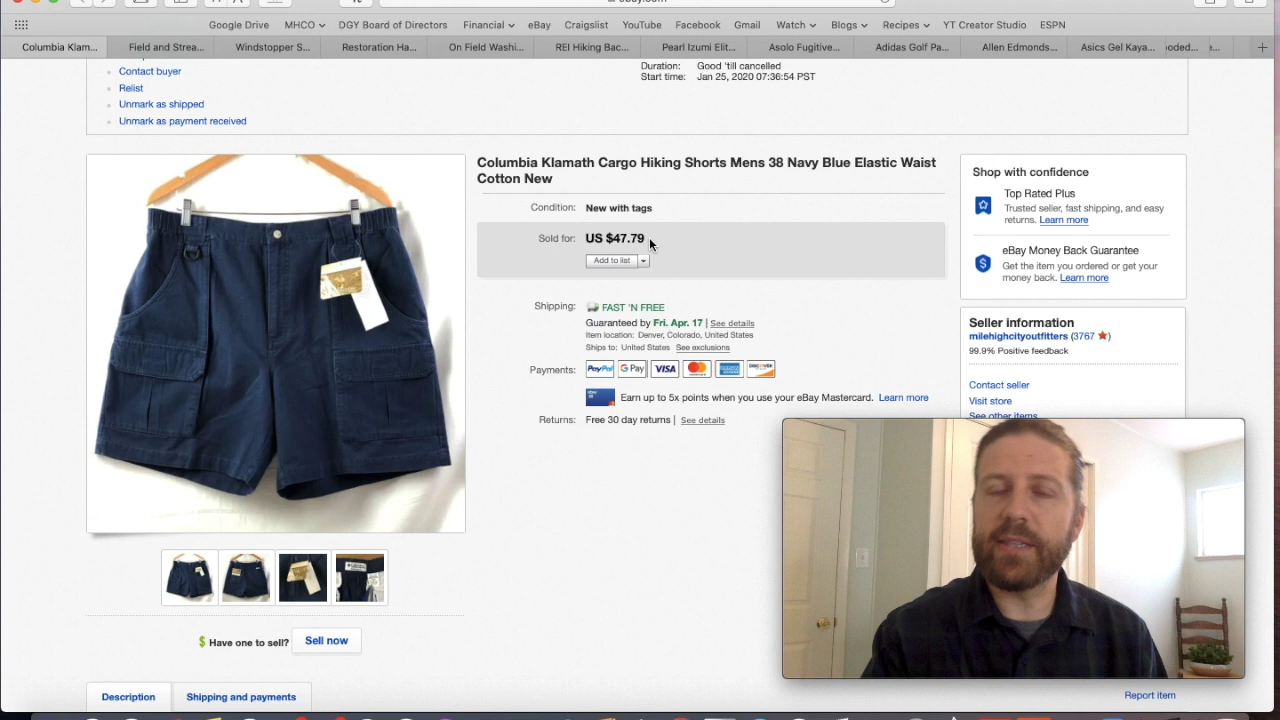 Google Drive MHCO DGY Board of Directors Financial eBay Craigslist YouTube Facebook Gmail Watch Blogs Recipes YT Creator Studio ESPN
Columbia Klam... Field and Strea... Windstopper S... Restoration Ha... On Field Washi... REI Hiking Bac... Pearl Izumi Elit... Asolo Fugitive... Adidas Golf Pa... Allen Edmonds... Asics Gel Kaya...
Contact buyer
Relist
Unmark as shipped
Unmark as payment received
Duration: Good 'till cancelled
Start time: Jan 25, 2020 07:36:54 PST
Columbia Klamath Cargo Hiking Shorts Mens 38 Navy Blue Elastic Waist
Cotton New
Condition: New with tags
Sold for: US $47.79
Add to list
Shipping: FAST 'N FREE
Guaranteed by Fri. Apr. 17 | See details
Item location: Denver, Colorado, United States
Ships to: United States See exclusions
Payments: PayPal G Pay VISA
Earn up to 5x points when you use your eBay Mastercard. Learn more
Returns: Free 30 day returns | See details
Shop with confidence
Top Rated Plus
Trusted seller, fast shipping, and easy
returns. Learn more
eBay Money Back Guarantee
Get the item you ordered or get your
money back. Learn more
Seller information
milehighcityoutfitters (3767)
99.9% Positive feedback
Contact seller
Visit store
See other items
$ Have one to sell? Sell now
Description Shipping and payments
Report item